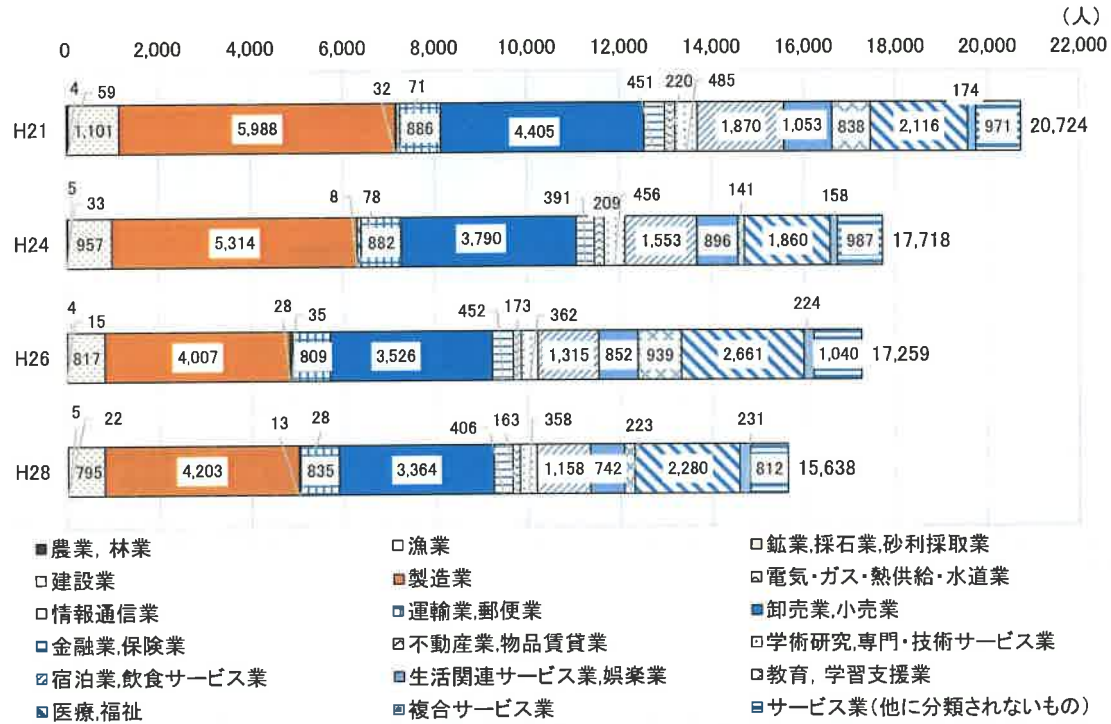 (人)
0 2,000 4,000 6,000 8,000 10,000 12,000 14,000 16,000 18,000 20,000 22,000
4 59 32 71 451 220 485 174
H21 1,101 5,988 886 4,405 1,870 1,053 838 2,116 971 20,724
5 33 8 78 391 209 456 141 158
H24 957 5,314 882 3,790 1,553 896 1,860 987 17,718
4 15 28 35 452 173 362 224
H26 817 4,007 809 3,526 1,315 852 939 2,661 1,040 17,259
5 22 13 28 406 163 358 223 231
H28 795 4,203 835 3,364 1,158 742 2,280 812 15,638
農業, 林業 漁業 鉱業,採石業,砂利採取業
建設業 製造業 電気・ガス・熱供給・水道業
情報通信業 運輸業,郵便業 卸売業,小売業
金融業,保険業 不動産業,物品賃貸業 学術研究,専門・技術サービス業
宿泊業,飲食サービス業 生活関連サービス業,娯楽業 教育, 学習支援業
医療,福祉 複合サービス業 サービス業(他に分類されないもの)